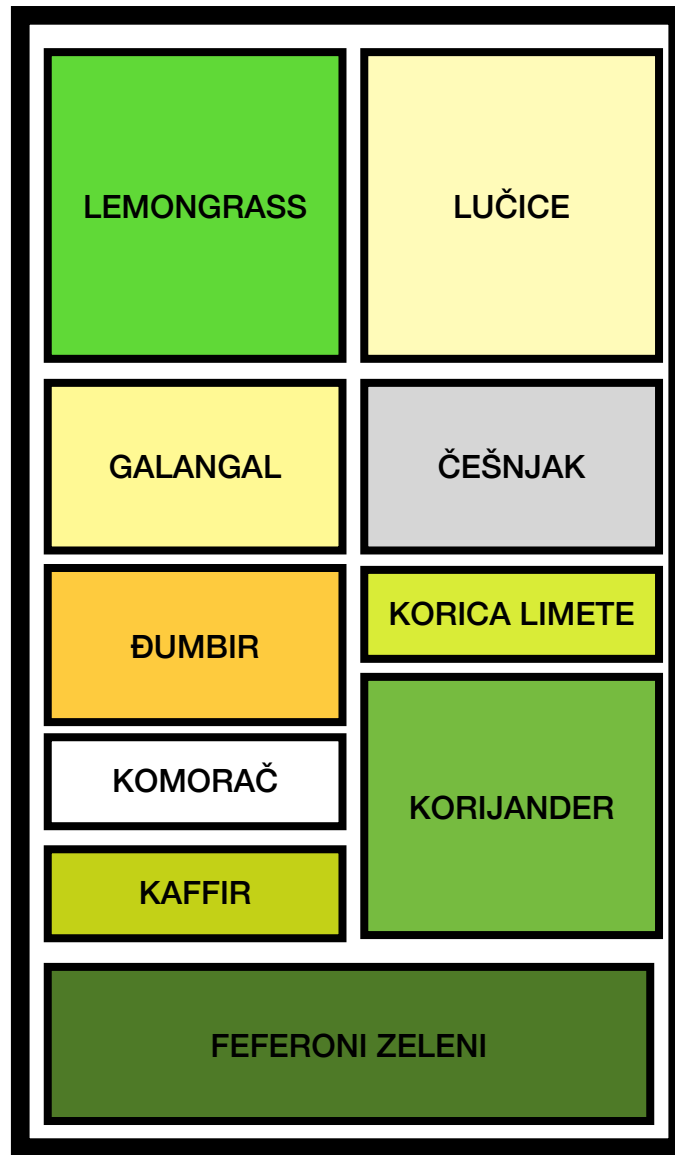 LEMONGRASS
LUČICE
GALANGAL
ČEŠNJAK
ĐUMBIR
KORICA LIMETE
KOMORAČ
KORIJANDER
KAFFIR
FEFERONI ZELENI